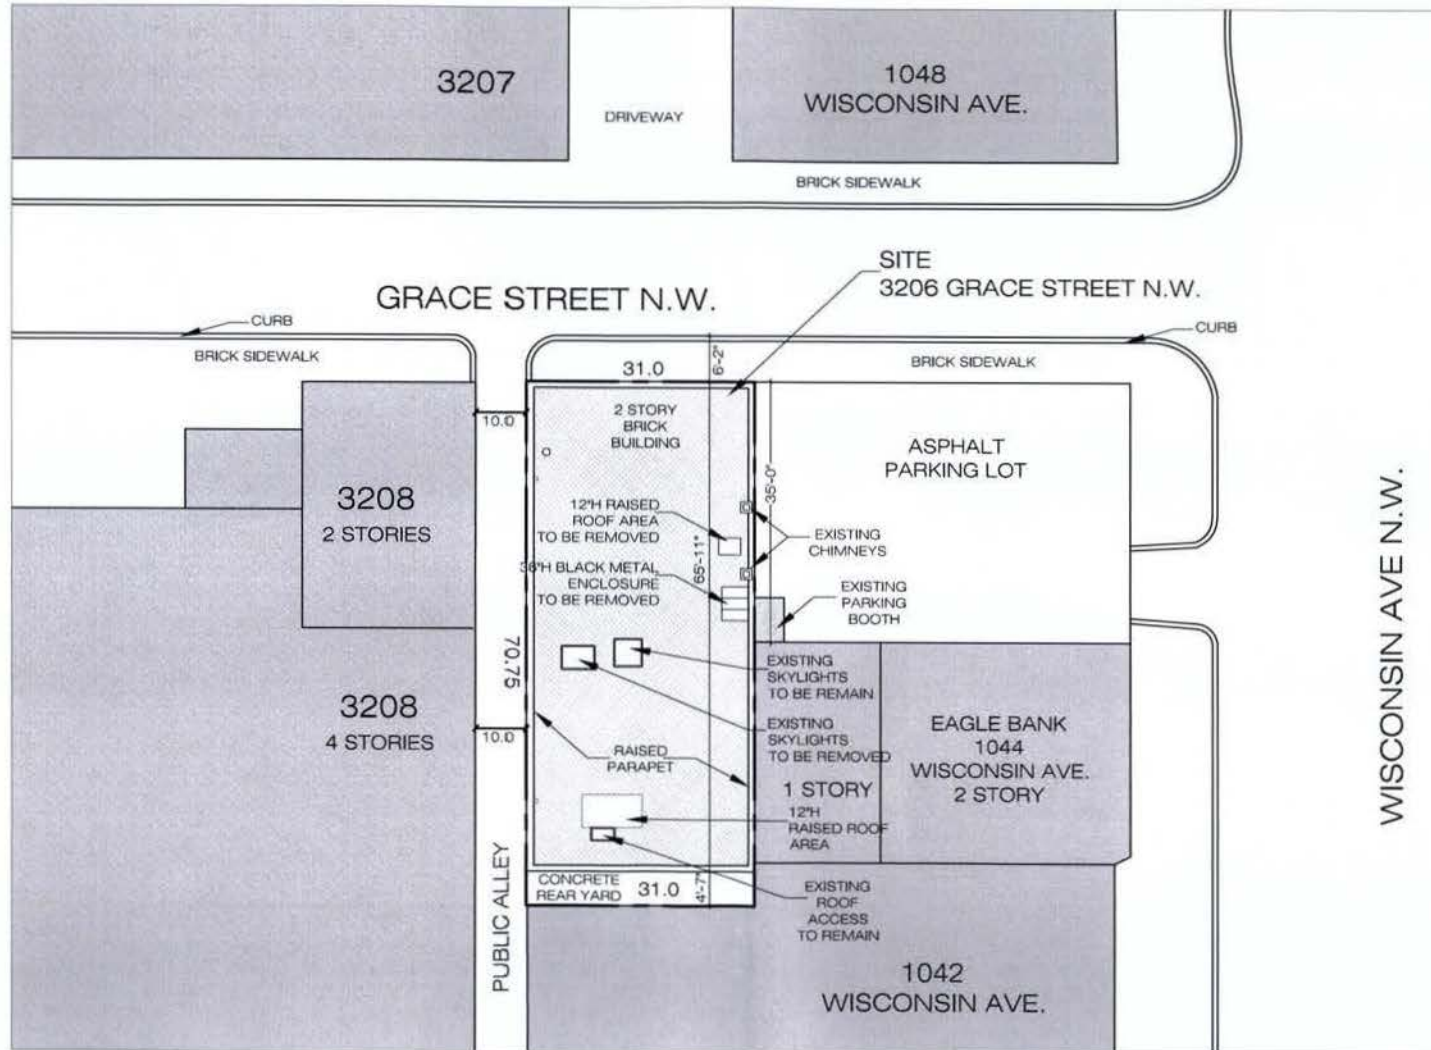 3207
DRIVEWAY
1048
WISCONSIN AVE.
BRICK SIDEWALK
SITE
3206 GRACE STREET N.W.
GRACE STREET N.W.
CURB
BRICK SIDEWALK
CURB
BRICK SIDEWALK
31.0
6'-2"
10.0
2 STORY
BRICK
BUILDING
ASPHALT
PARKING LOT
35'-0"
3208
2 STORIES
12"H RAISED
ROOF AREA
TO BE REMOVED
65'-11"
EXISTING
CHIMNEYS
36"H BLACK METAL
ENCLOSURE
TO BE REMOVED
EXISTING
PARKING
BOOTH
70.75
EXISTING
SKYLIGHTS
TO BE REMAIN
3208
4 STORIES
10.0
EXISTING
SKYLIGHTS
TO BE REMOVED
EAGLE BANK
1044
WISCONSIN AVE.
2 STORY
RAISED
PARAPET
1 STORY
12"H
RAISED ROOF
AREA
WISCONSIN AVE N.W.
PUBLIC ALLEY
CONCRETE
REAR YARD
31.0
4'-7"
EXISTING
ROOF
ACCESS
TO REMAIN
1042
WISCONSIN AVE.